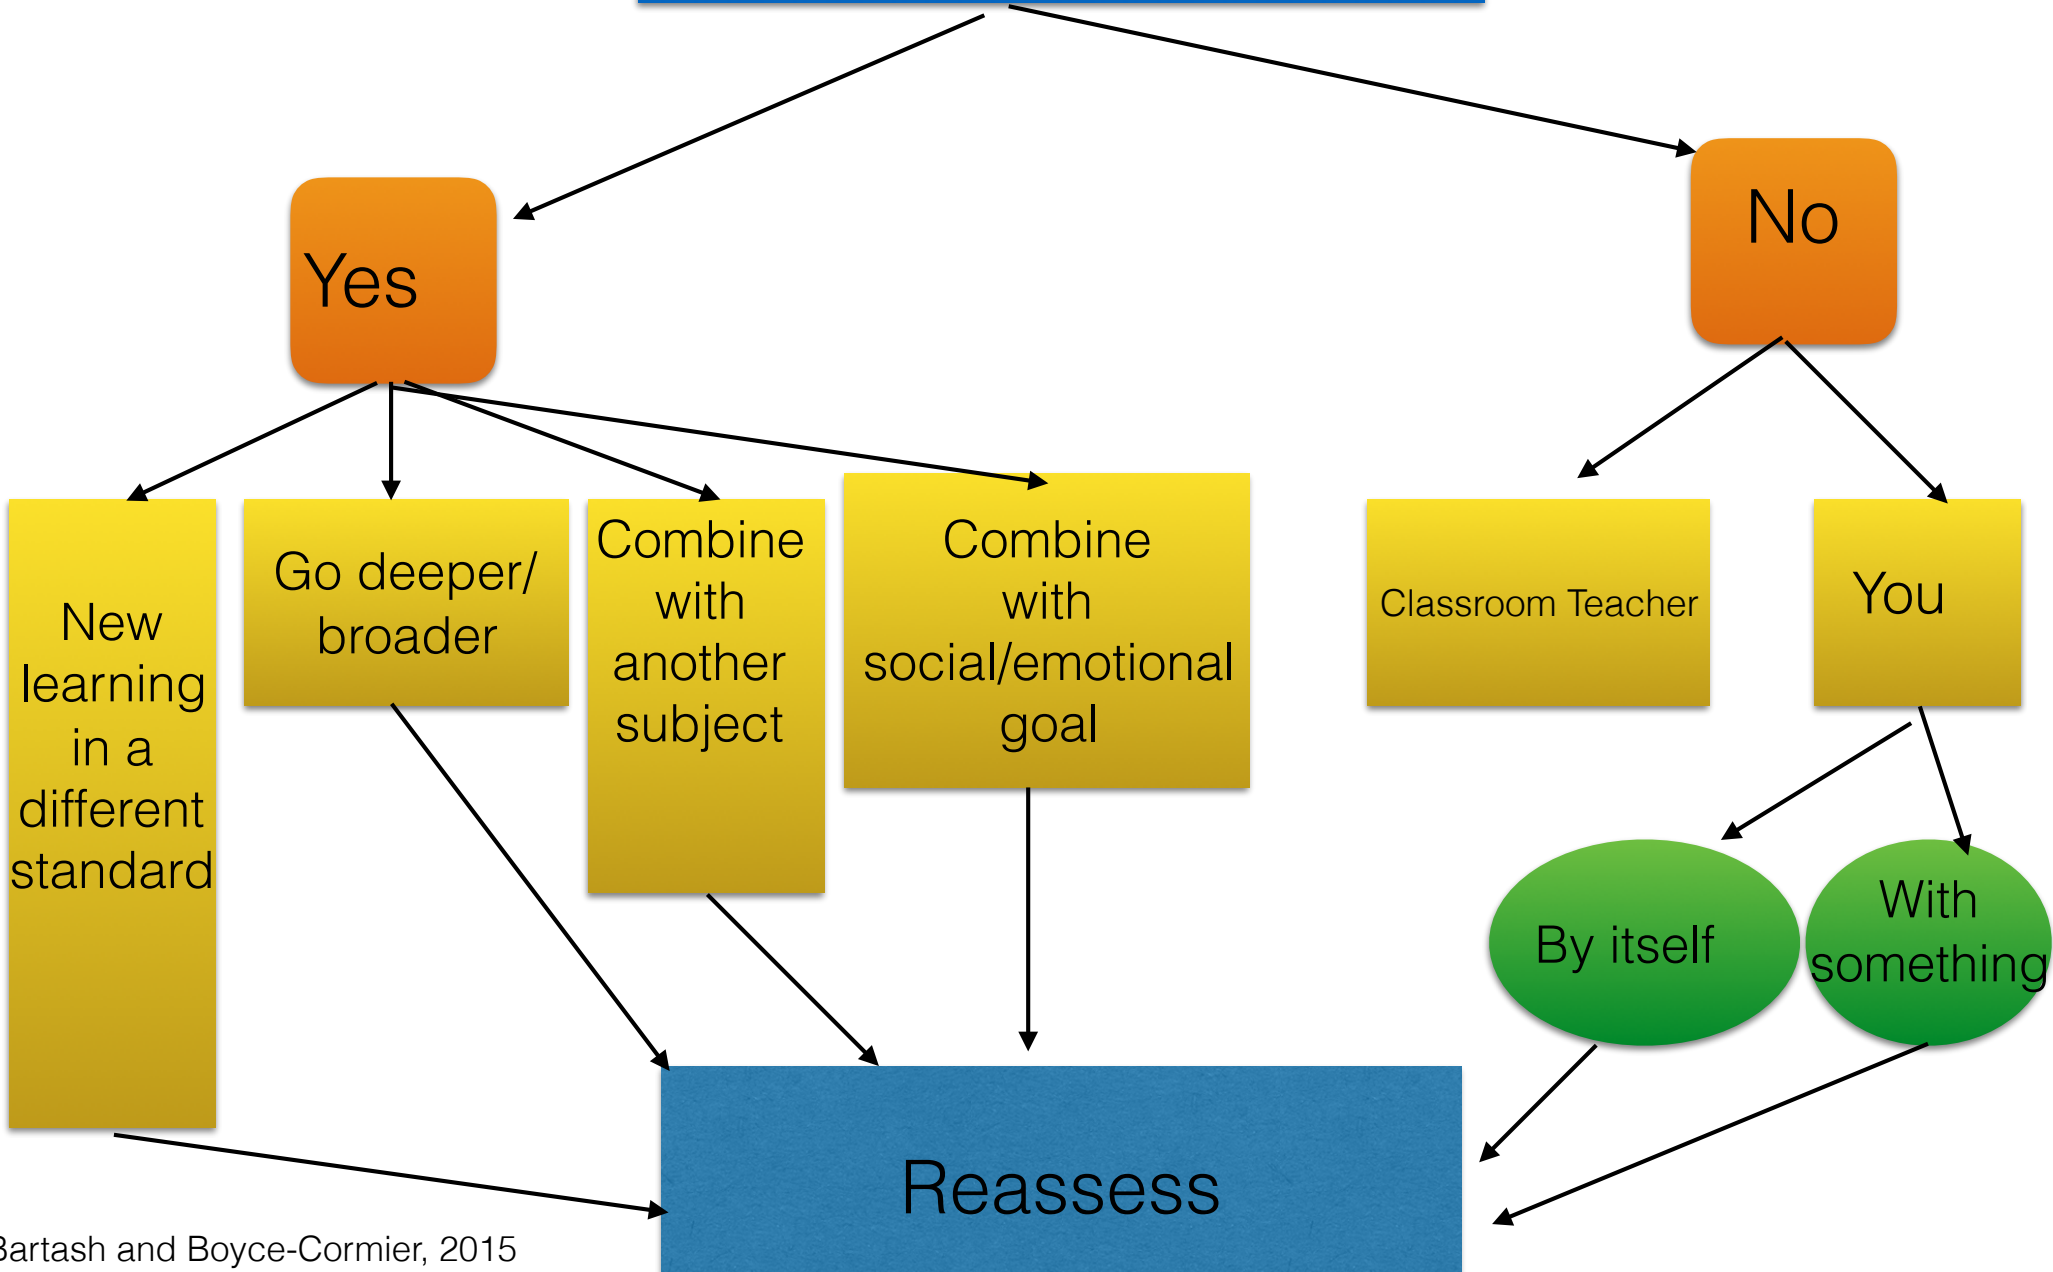 Yes
No
New
learning
in a
different
standard
Go deeper/
broader
Combine
with
another
subject
Combine
with
social/emotional
goal
Classroom Teacher
You
By itself
With
something
Reassess
Bartash and Boyce-Cormier, 2015